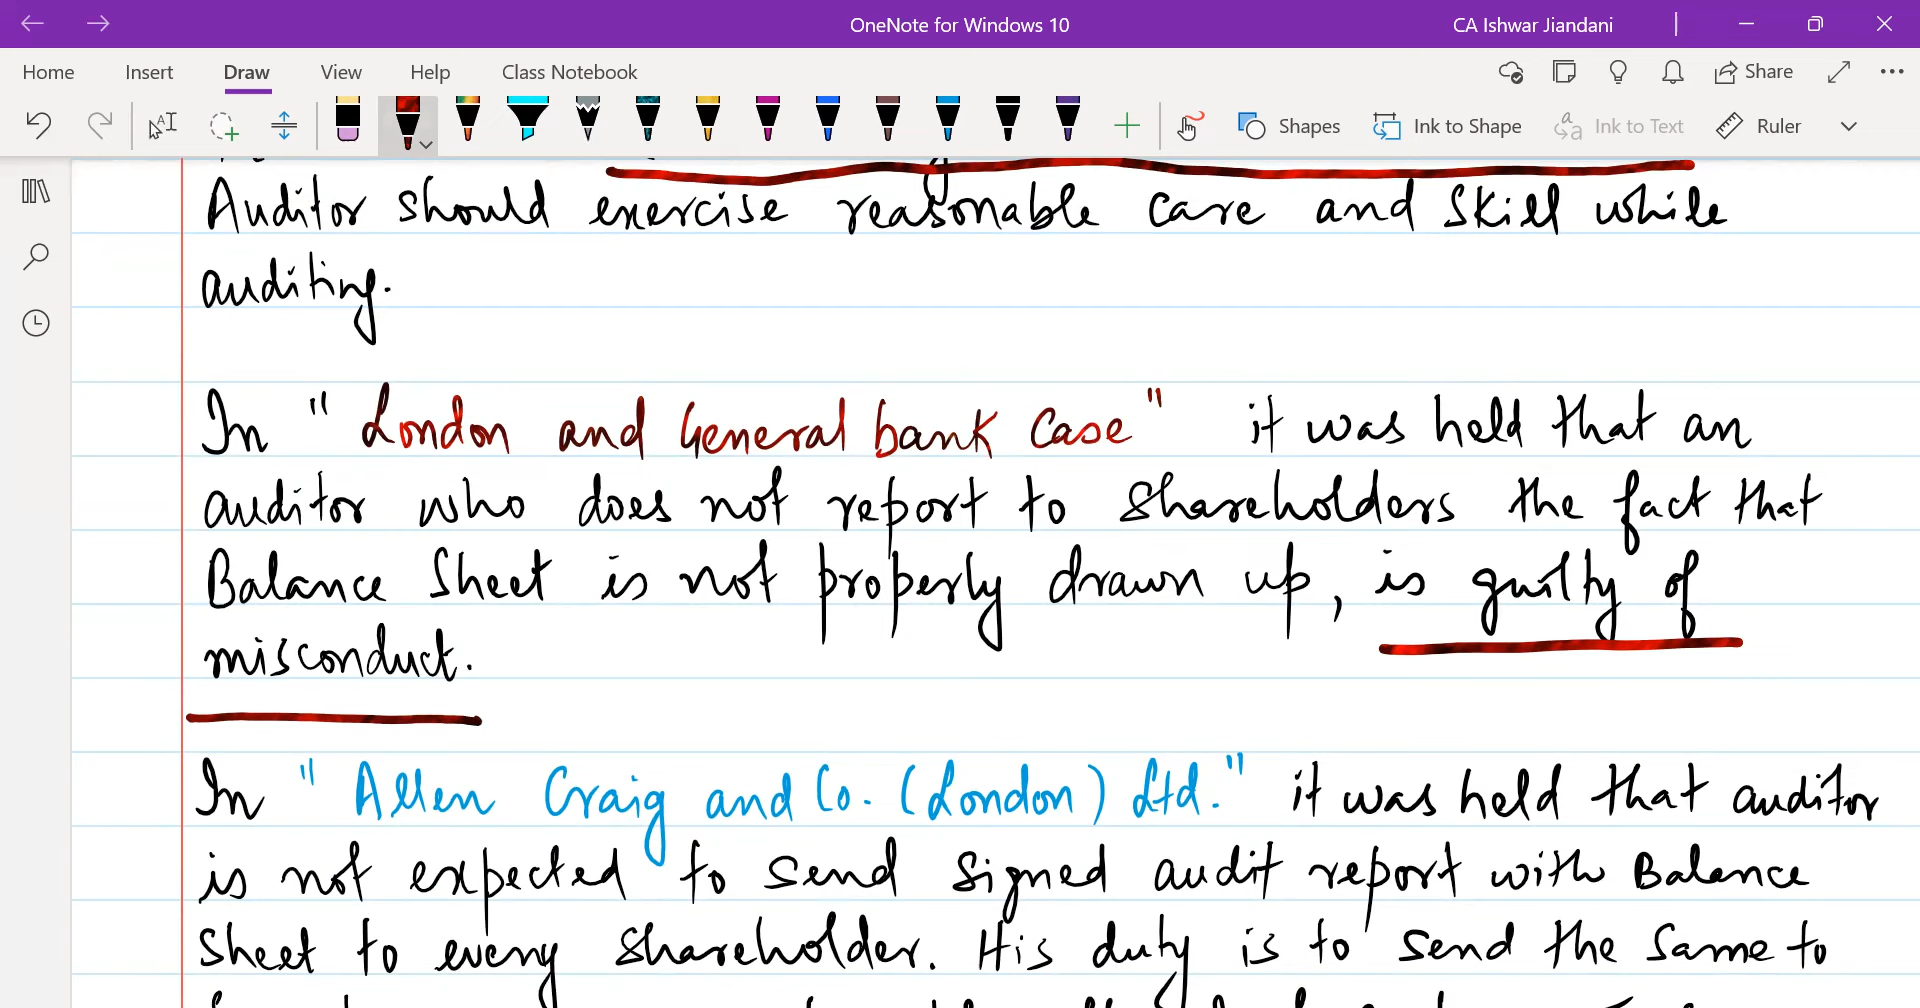 OneNote for Windows 10
CA Ishwar Jiandani
Home Insert Draw View Help Class Notebook Share
Shapes Ink to Shape Ink to Text Ruler
Auditor should exercise reasonable care and skill while
auditing.
In "London and General bank Case" it was held that an
auditor who does not report to shareholders the fact that
Balance Sheet is not properly drawn up, is guilty of
misconduct.
In "Allen Craig and Co. (London) Ltd." it was held that auditor
is not expected to send signed audit report with Balance
Sheet to every shareholder. His duty is to send the same to